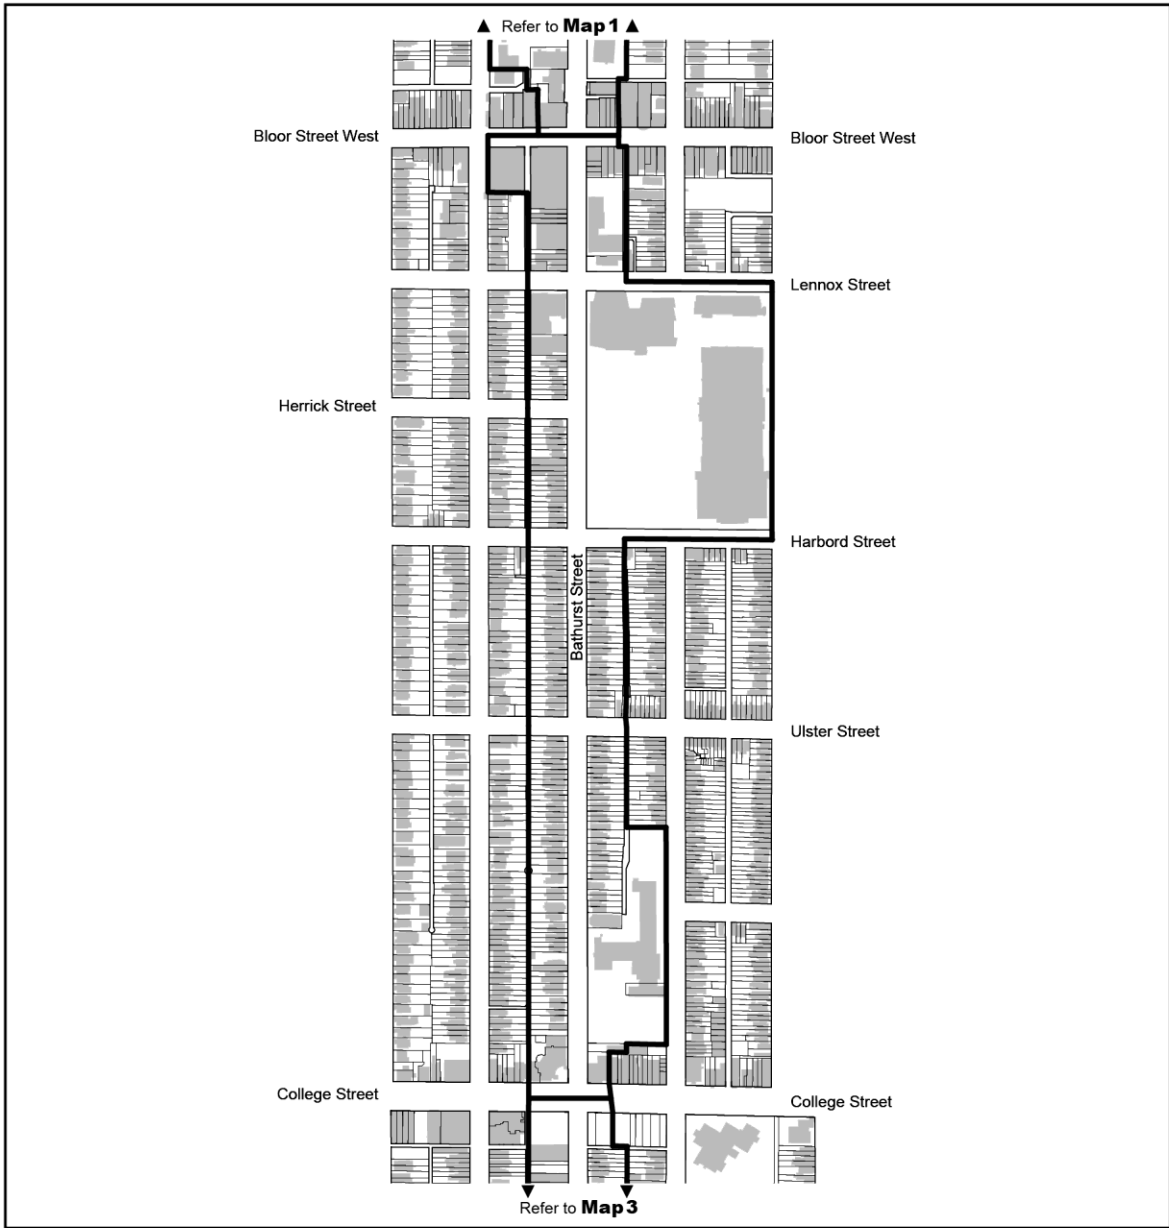 ▲ Refer to Map 1 ▲
Bloor Street West
Bloor Street West
Lennox Street
Herrick Street
Harbord Street
Bathurst Street
Ulster Street
College Street
College Street
▼ ▼
Refer to Map 3